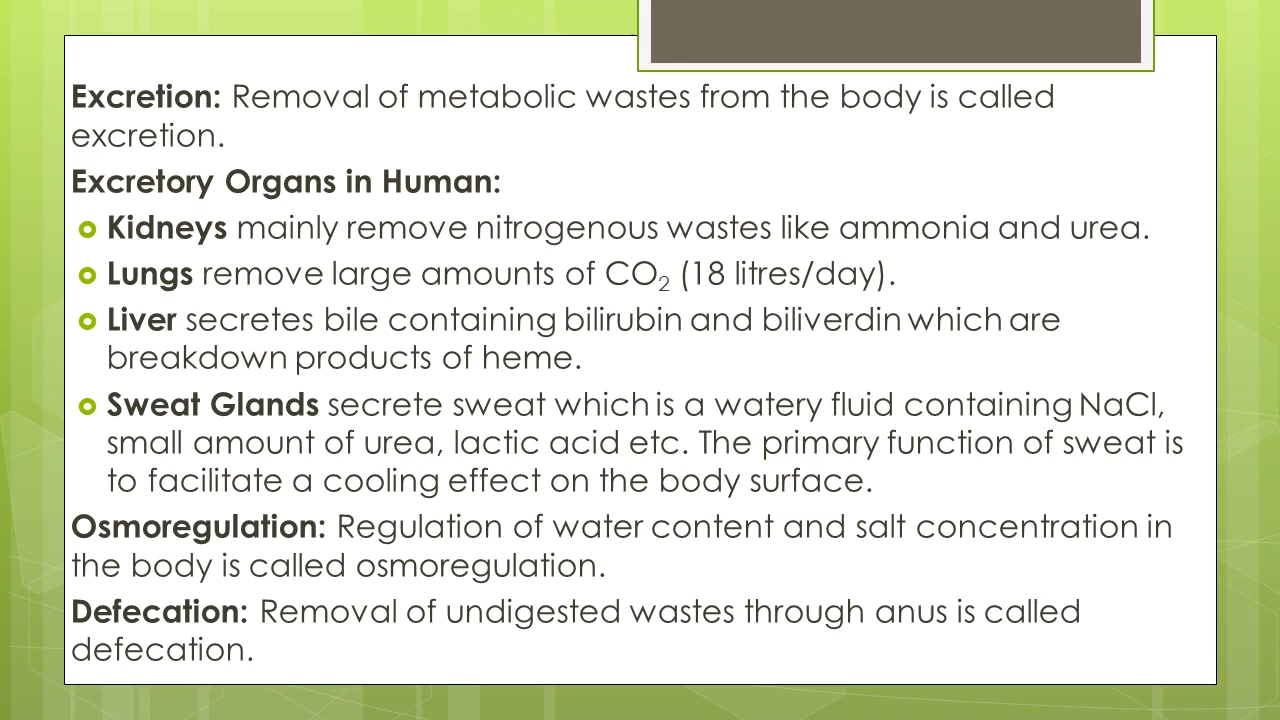 Excretion: Removal of metabolic wastes from the body is called
excretion.
Excretory Organs in Human:
Kidneys mainly remove nitrogenous wastes like ammonia and urea.
Lungs remove large amounts of CO₂ (18 litres/day).
Liver secretes bile containing bilirubin and biliverdin which are
breakdown products of heme.
Sweat Glands secrete sweat which is a watery fluid containing NaCl,
small amount of urea, lactic acid etc. The primary function of sweat is
to facilitate a cooling effect on the body surface.
Osmoregulation: Regulation of water content and salt concentration in
the body is called osmoregulation.
Defecation: Removal of undigested wastes through anus is called
defecation.